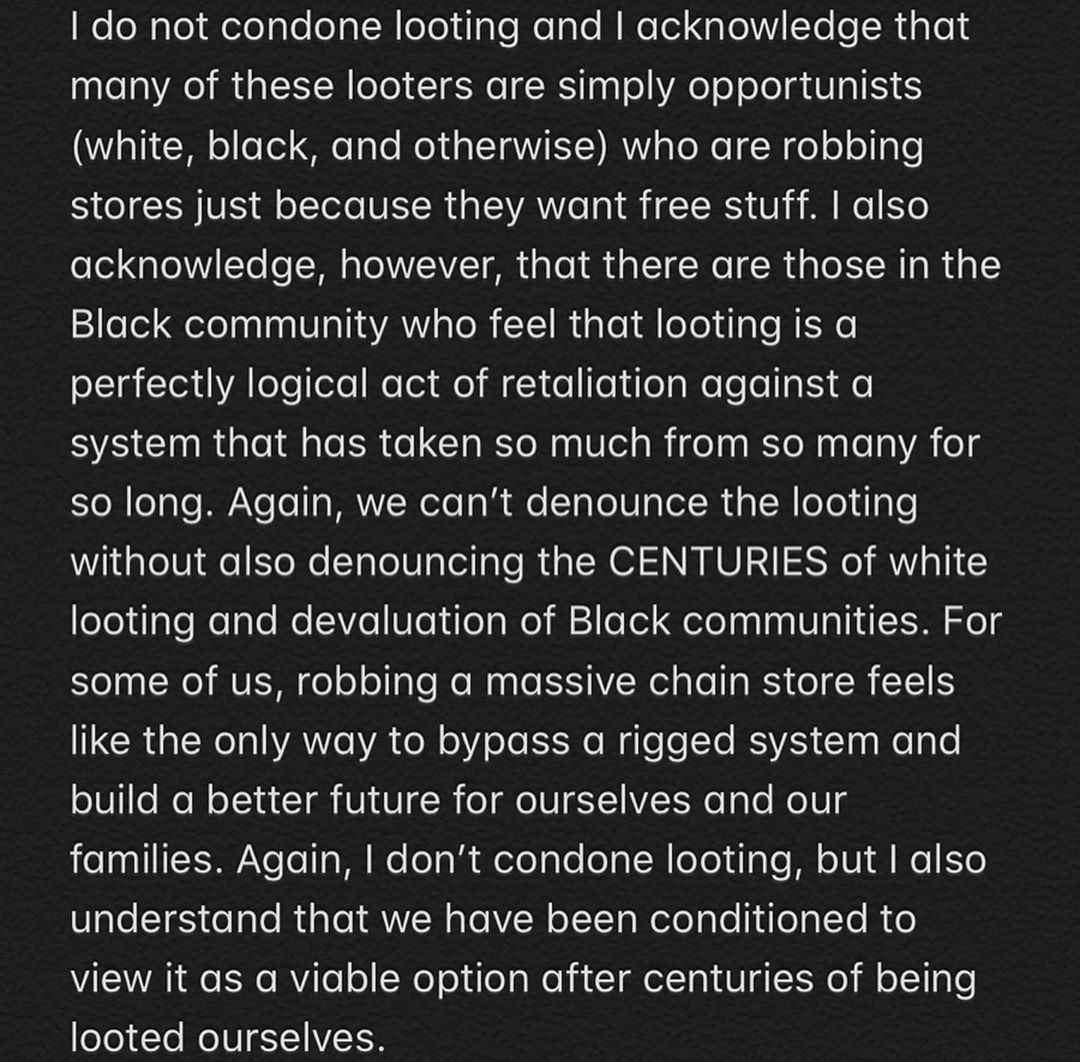 I do not condone looting and I acknowledge that
many of these looters are simply opportunists
(white, black, and otherwise) who are robbing
stores just because they want free stuff. I also
acknowledge, however, that there are those in the
Black community who feel that looting is a
perfectly logical act of retaliation against a
system that has taken so much from so many for
so long. Again, we can’t denounce the looting
without also denouncing the CENTURIES of white
looting and devaluation of Black communities. For
some of us, robbing a massive chain store feels
like the only way to bypass a rigged system and
build a better future for ourselves and our
families. Again, I don’t condone looting, but I also
understand that we have been conditioned to
view it as a viable option after centuries of being
looted ourselves.